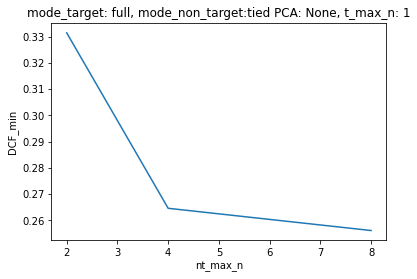 mode_target: full, mode_non_target:tied PCA: None, t_max_n: 1
0.33
0.32
0.31
0.30
0.29
0.28
0.27
0.26
DCF_min
2 3 4 5 6 7 8
nt_max_n